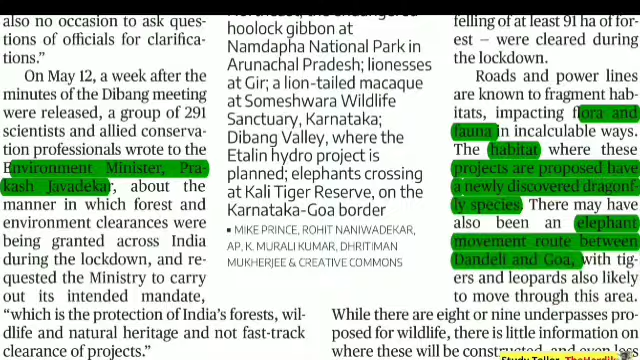 also no occasion to ask ques-
tions of officials for clarifica-
tions.”
On May 12, a week after the
minutes of the Dibang meeting
were released, a group of 291
scientists and allied conserva-
tion professionals wrote to the
Environment Minister, Pra-
kash Javadekar, about the
manner in which forest and
environment clearances were
being granted across India
during the lockdown, and re-
quested the Ministry to carry
out its intended mandate,
“which is the protection of India’s forests, wil-
dlife and natural heritage and not fast-track
clearance of projects.”
hoolock gibbon at
Namdapha National Park in
Arunachal Pradesh; lionesses
at Gir; a lion-tailed macaque
at Someshwara Wildlife
Sanctuary, Karnataka;
Dibang Valley, where the
Etalin hydro project is
planned; elephants crossing
at Kali Tiger Reserve, on the
Karnataka-Goa border
▪ MIKE PRINCE, ROHIT NANIWADEKAR,
AP, K. MURALI KUMAR, DHRITIMAN
MUKHERJEE & CREATIVE COMMONS
felling of at least 91 ha of for-
est – were cleared during
the lockdown.
Roads and power lines
are known to fragment hab-
itats, impacting flora and
fauna in incalculable ways.
The habitat where these
projects are proposed have
a newly discovered dragonf-
ly species. There may have
also been an elephant
movement route between
Dandeli and Goa, with tig-
ers and leopards also likely
to move through this area.
While there are eight or nine underpasses pro-
posed for wildlife, there is little information on
where these will be constructed, and even less